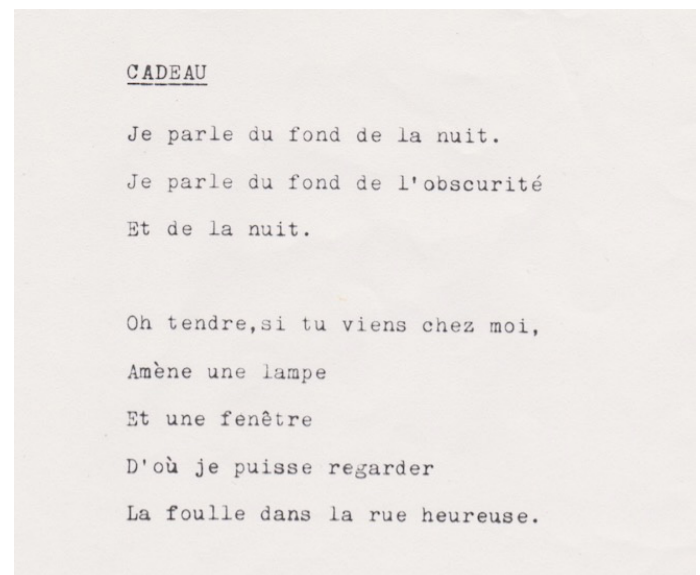 CADEAU
Je parle du fond de la nuit.
Je parle du fond de l'obscurité
Et de la nuit.
Oh tendre,si tu viens chez moi,
Amène une lampe
Et une fenêtre
D'où je puisse regarder
La foulle dans la rue heureuse.